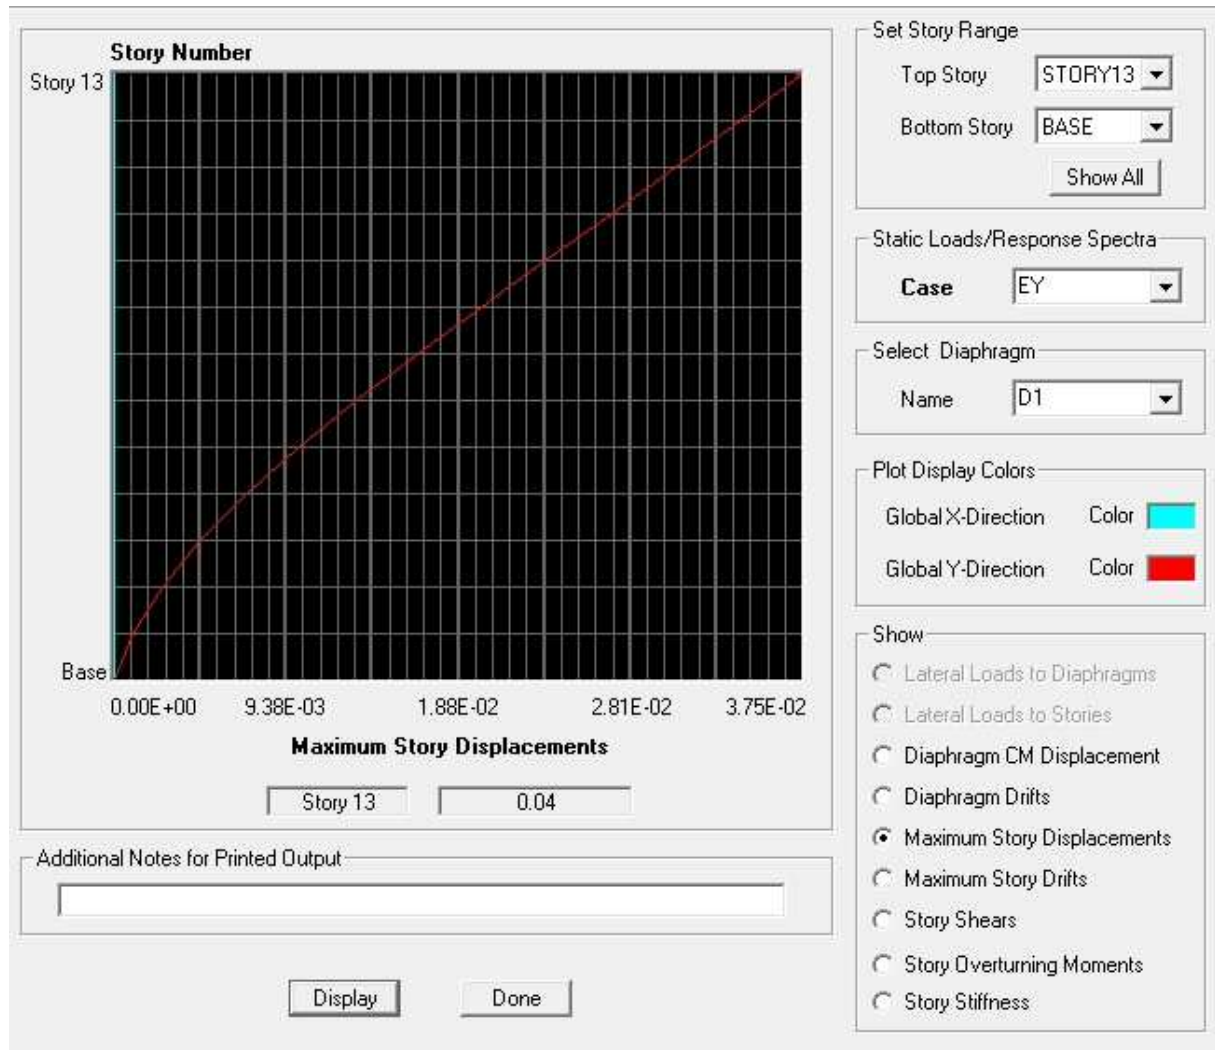 Story Number
Story 13
Base
0.00E+00 9.38E-03 1.88E-02 2.81E-02 3.75E-02
Maximum Story Displacements
Story 13 0.04
Additional Notes for Printed Output
Display Done
Set Story Range
Top Story STORY13
Bottom Story BASE
Show All
Static Loads/Response Spectra
Case EY
Select Diaphragm
Name D1
Plot Display Colors
Global X-Direction Color
Global Y-Direction Color
Show
Lateral Loads to Diaphragms
Lateral Loads to Stories
Diaphragm CM Displacement
Diaphragm Drifts
Maximum Story Displacements
Maximum Story Drifts
Story Shears
Story Overturning Moments
Story Stiffness